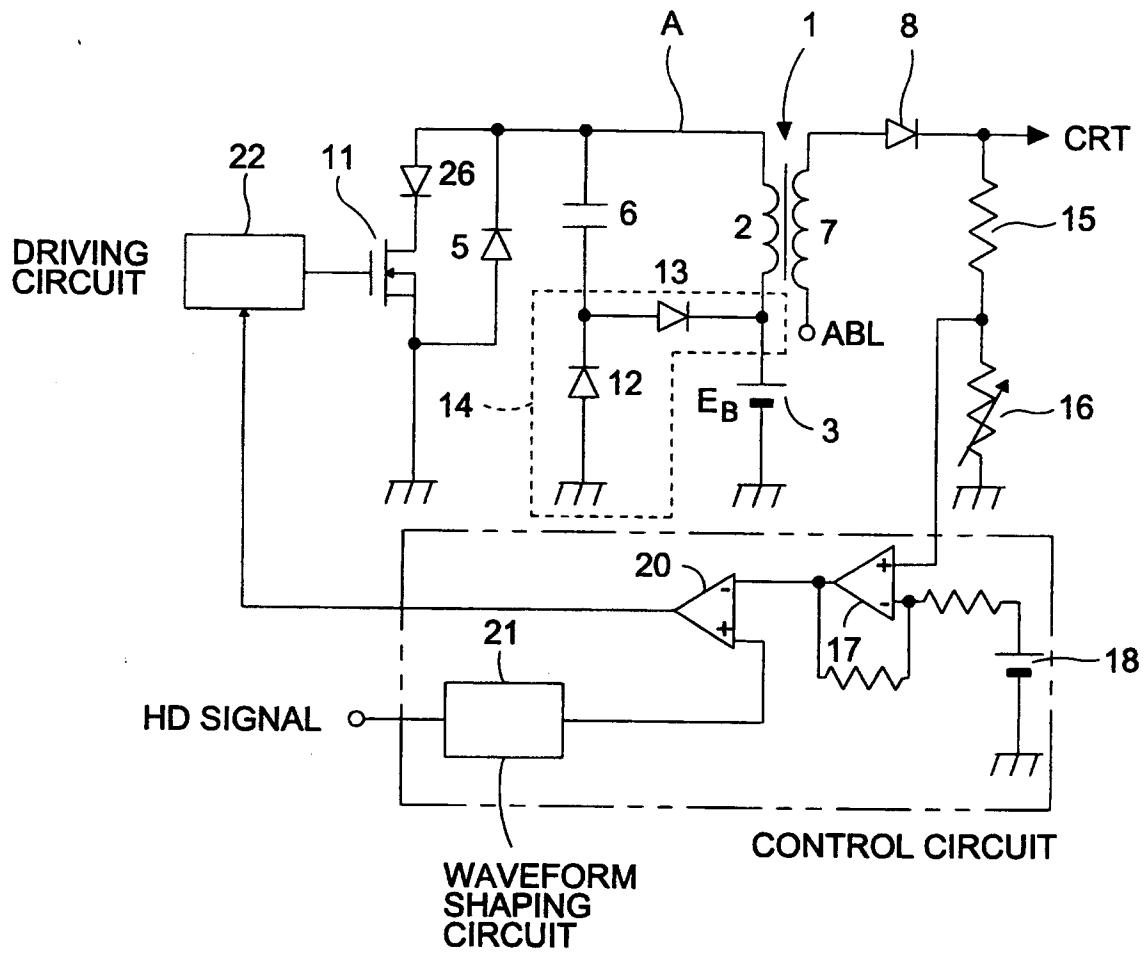 A
1
8
CRT
22
11
26
DRIVING
CIRCUIT
5
6
2
7
15
13
ABL
12
14
EB
3
16
20
+
-
-
+
17
18
21
HD SIGNAL
CONTROL CIRCUIT
WAVEFORM
SHAPING
CIRCUIT